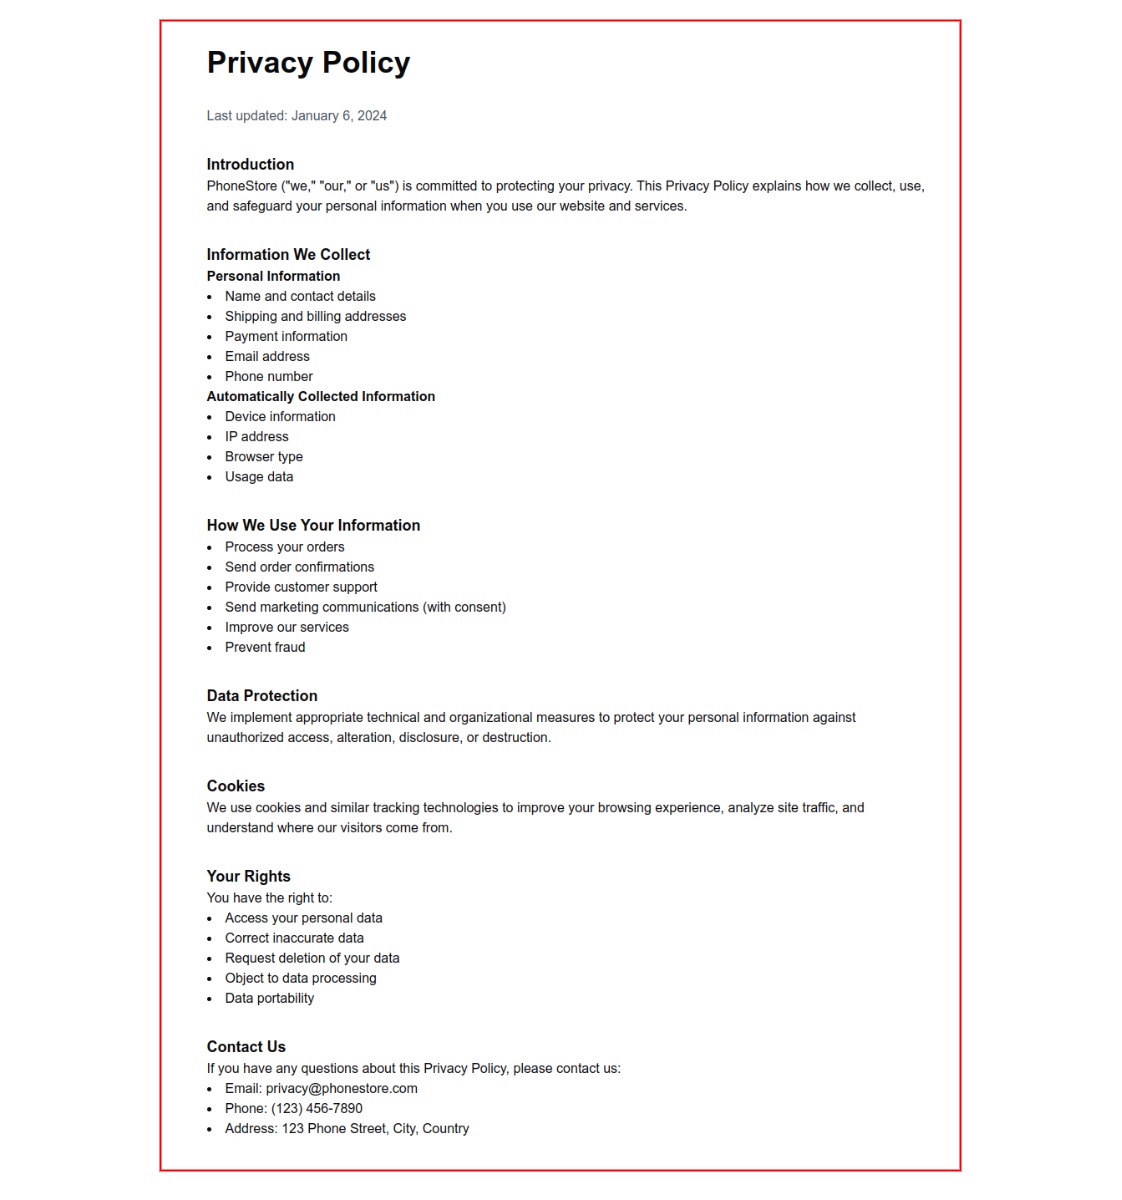 Privacy Policy
Last updated: January 6, 2024
Introduction
PhoneStore ("we," "our," or "us") is committed to protecting your privacy. This Privacy Policy explains how we collect, use,
and safeguard your personal information when you use our website and services.
Information We Collect
Personal Information
• Name and contact details
• Shipping and billing addresses
• Payment information
• Email address
• Phone number
Automatically Collected Information
• Device information
• IP address
• Browser type
• Usage data
How We Use Your Information
• Process your orders
• Send order confirmations
• Provide customer support
• Send marketing communications (with consent)
• Improve our services
• Prevent fraud
Data Protection
We implement appropriate technical and organizational measures to protect your personal information against
unauthorized access, alteration, disclosure, or destruction.
Cookies
We use cookies and similar tracking technologies to improve your browsing experience, analyze site traffic, and
understand where our visitors come from.
Your Rights
You have the right to:
• Access your personal data
• Correct inaccurate data
• Request deletion of your data
• Object to data processing
• Data portability
Contact Us
If you have any questions about this Privacy Policy, please contact us:
• Email: privacy@phonestore.com
• Phone: (123) 456-7890
• Address: 123 Phone Street, City, Country